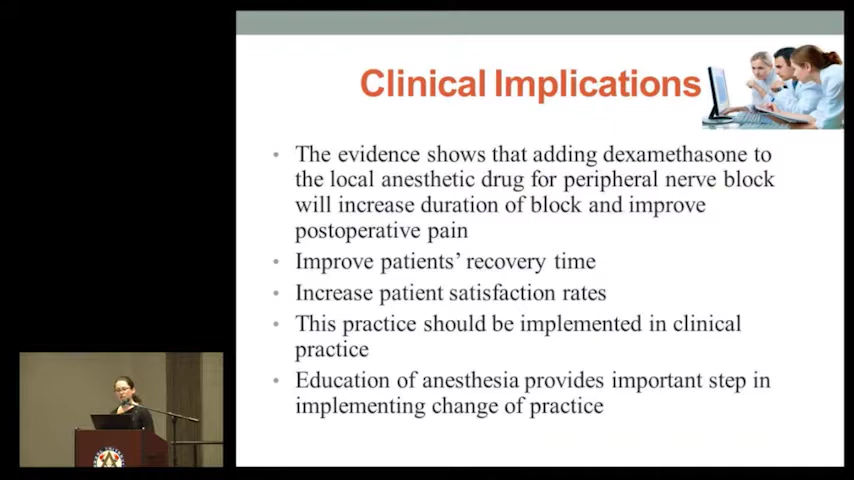 Clinical Implications
• The evidence shows that adding dexamethasone to
the local anesthetic drug for peripheral nerve block
will increase duration of block and improve
postoperative pain
• Improve patients’ recovery time
• Increase patient satisfaction rates
• This practice should be implemented in clinical
practice
• Education of anesthesia provides important step in
implementing change of practice